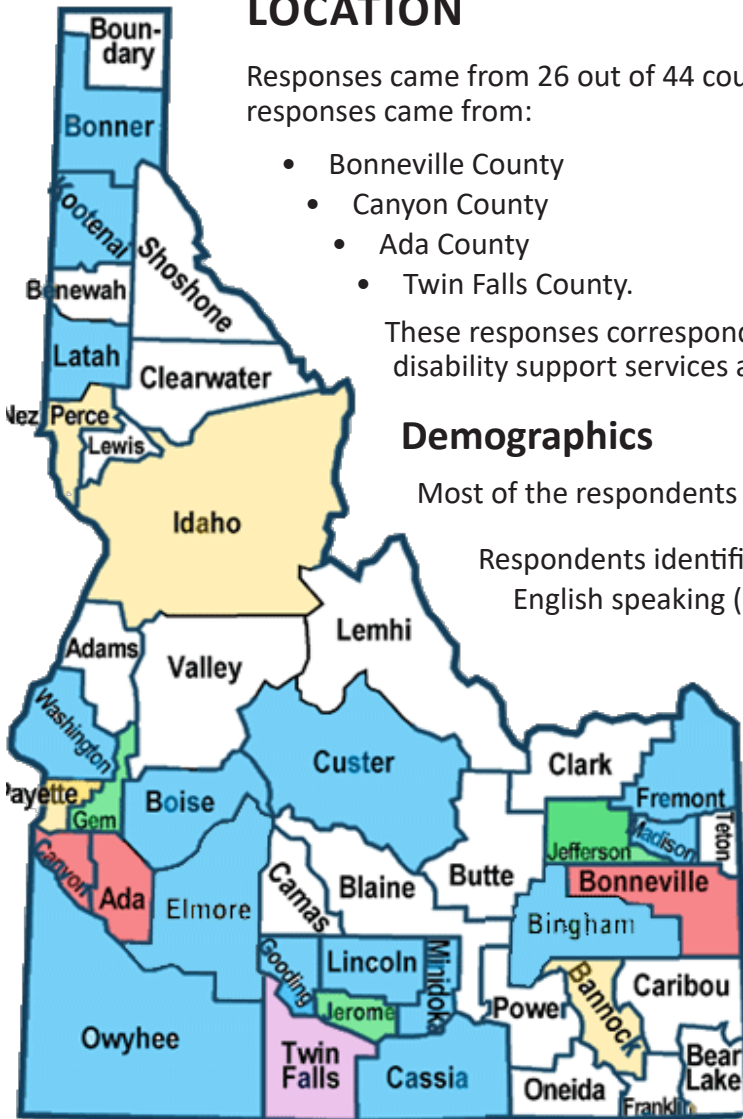 LOCATION
Responses came from 26 out of 44 cou
responses came from:
• Bonneville County
• Canyon County
• Ada County
• Twin Falls County.
These responses correspond
disability support services a
Demographics
Most of the respondents
Respondents identifi
English speaking (
Boun-
dary
Bonner
Kootenai
Shoshone
Benewah
Latah
Clearwater
Nez Perce
Lewis
Idaho
Lemhi
Adams
Valley
Washington
Custer
Clark
Payette
Boise
Fremont
Gem
Madison
Teton
Jefferson
Canyon
Ada
Camas
Blaine
Butte
Bonneville
Elmore
Bingham
Gooding
Lincoln
Minidoka
Bannock
Caribou
Jerome
Power
Owyhee
Twin
Falls
Cassia
Oneida
Franklin
Bear
Lake